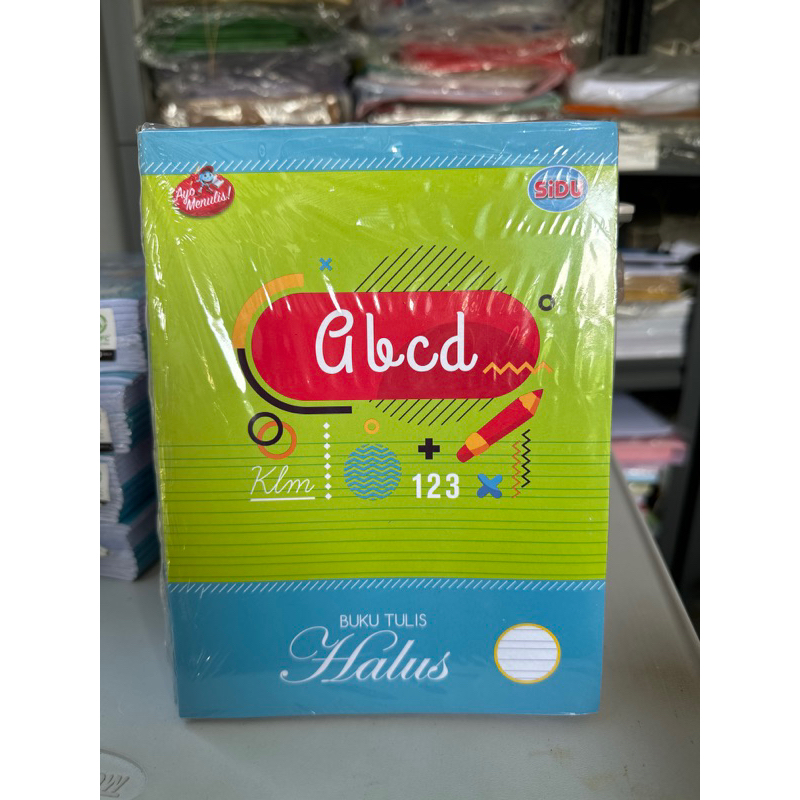 Ayo
Menulis!
SiDU
Abcd
Klm
123
BUKU TULIS
Halus